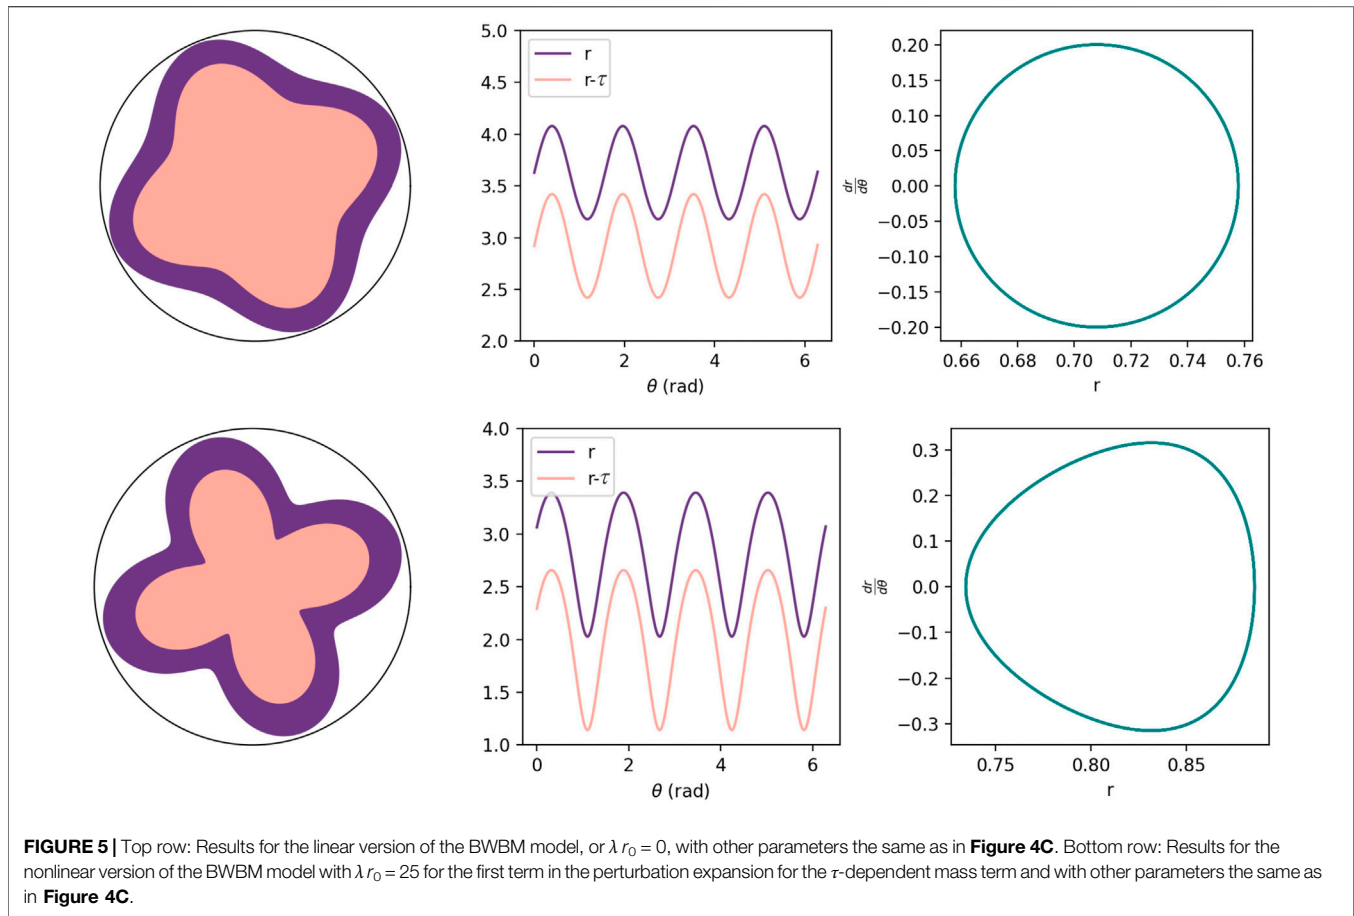 5.0
4.5
4.0
3.5
3.0
2.5
2.0
r
r-τ
0 2 4 6
θ (rad)
0.20
0.15
0.10
0.05
0.00
−0.05
−0.10
−0.15
−0.20
dr
dθ
0.66 0.68 0.70 0.72 0.74 0.76
r
4.0
3.5
3.0
2.5
2.0
1.5
1.0
r
r-τ
0 2 4 6
θ (rad)
0.3
0.2
0.1
0.0
−0.1
−0.2
−0.3
dr
dθ
0.75 0.80 0.85
r
FIGURE 5 | Top row: Results for the linear version of the BWBM model, or λ r₀ = 0, with other parameters the same as in Figure 4C. Bottom row: Results for the
nonlinear version of the BWBM model with λ r₀ = 25 for the first term in the perturbation expansion for the τ-dependent mass term and with other parameters the same as
in Figure 4C.